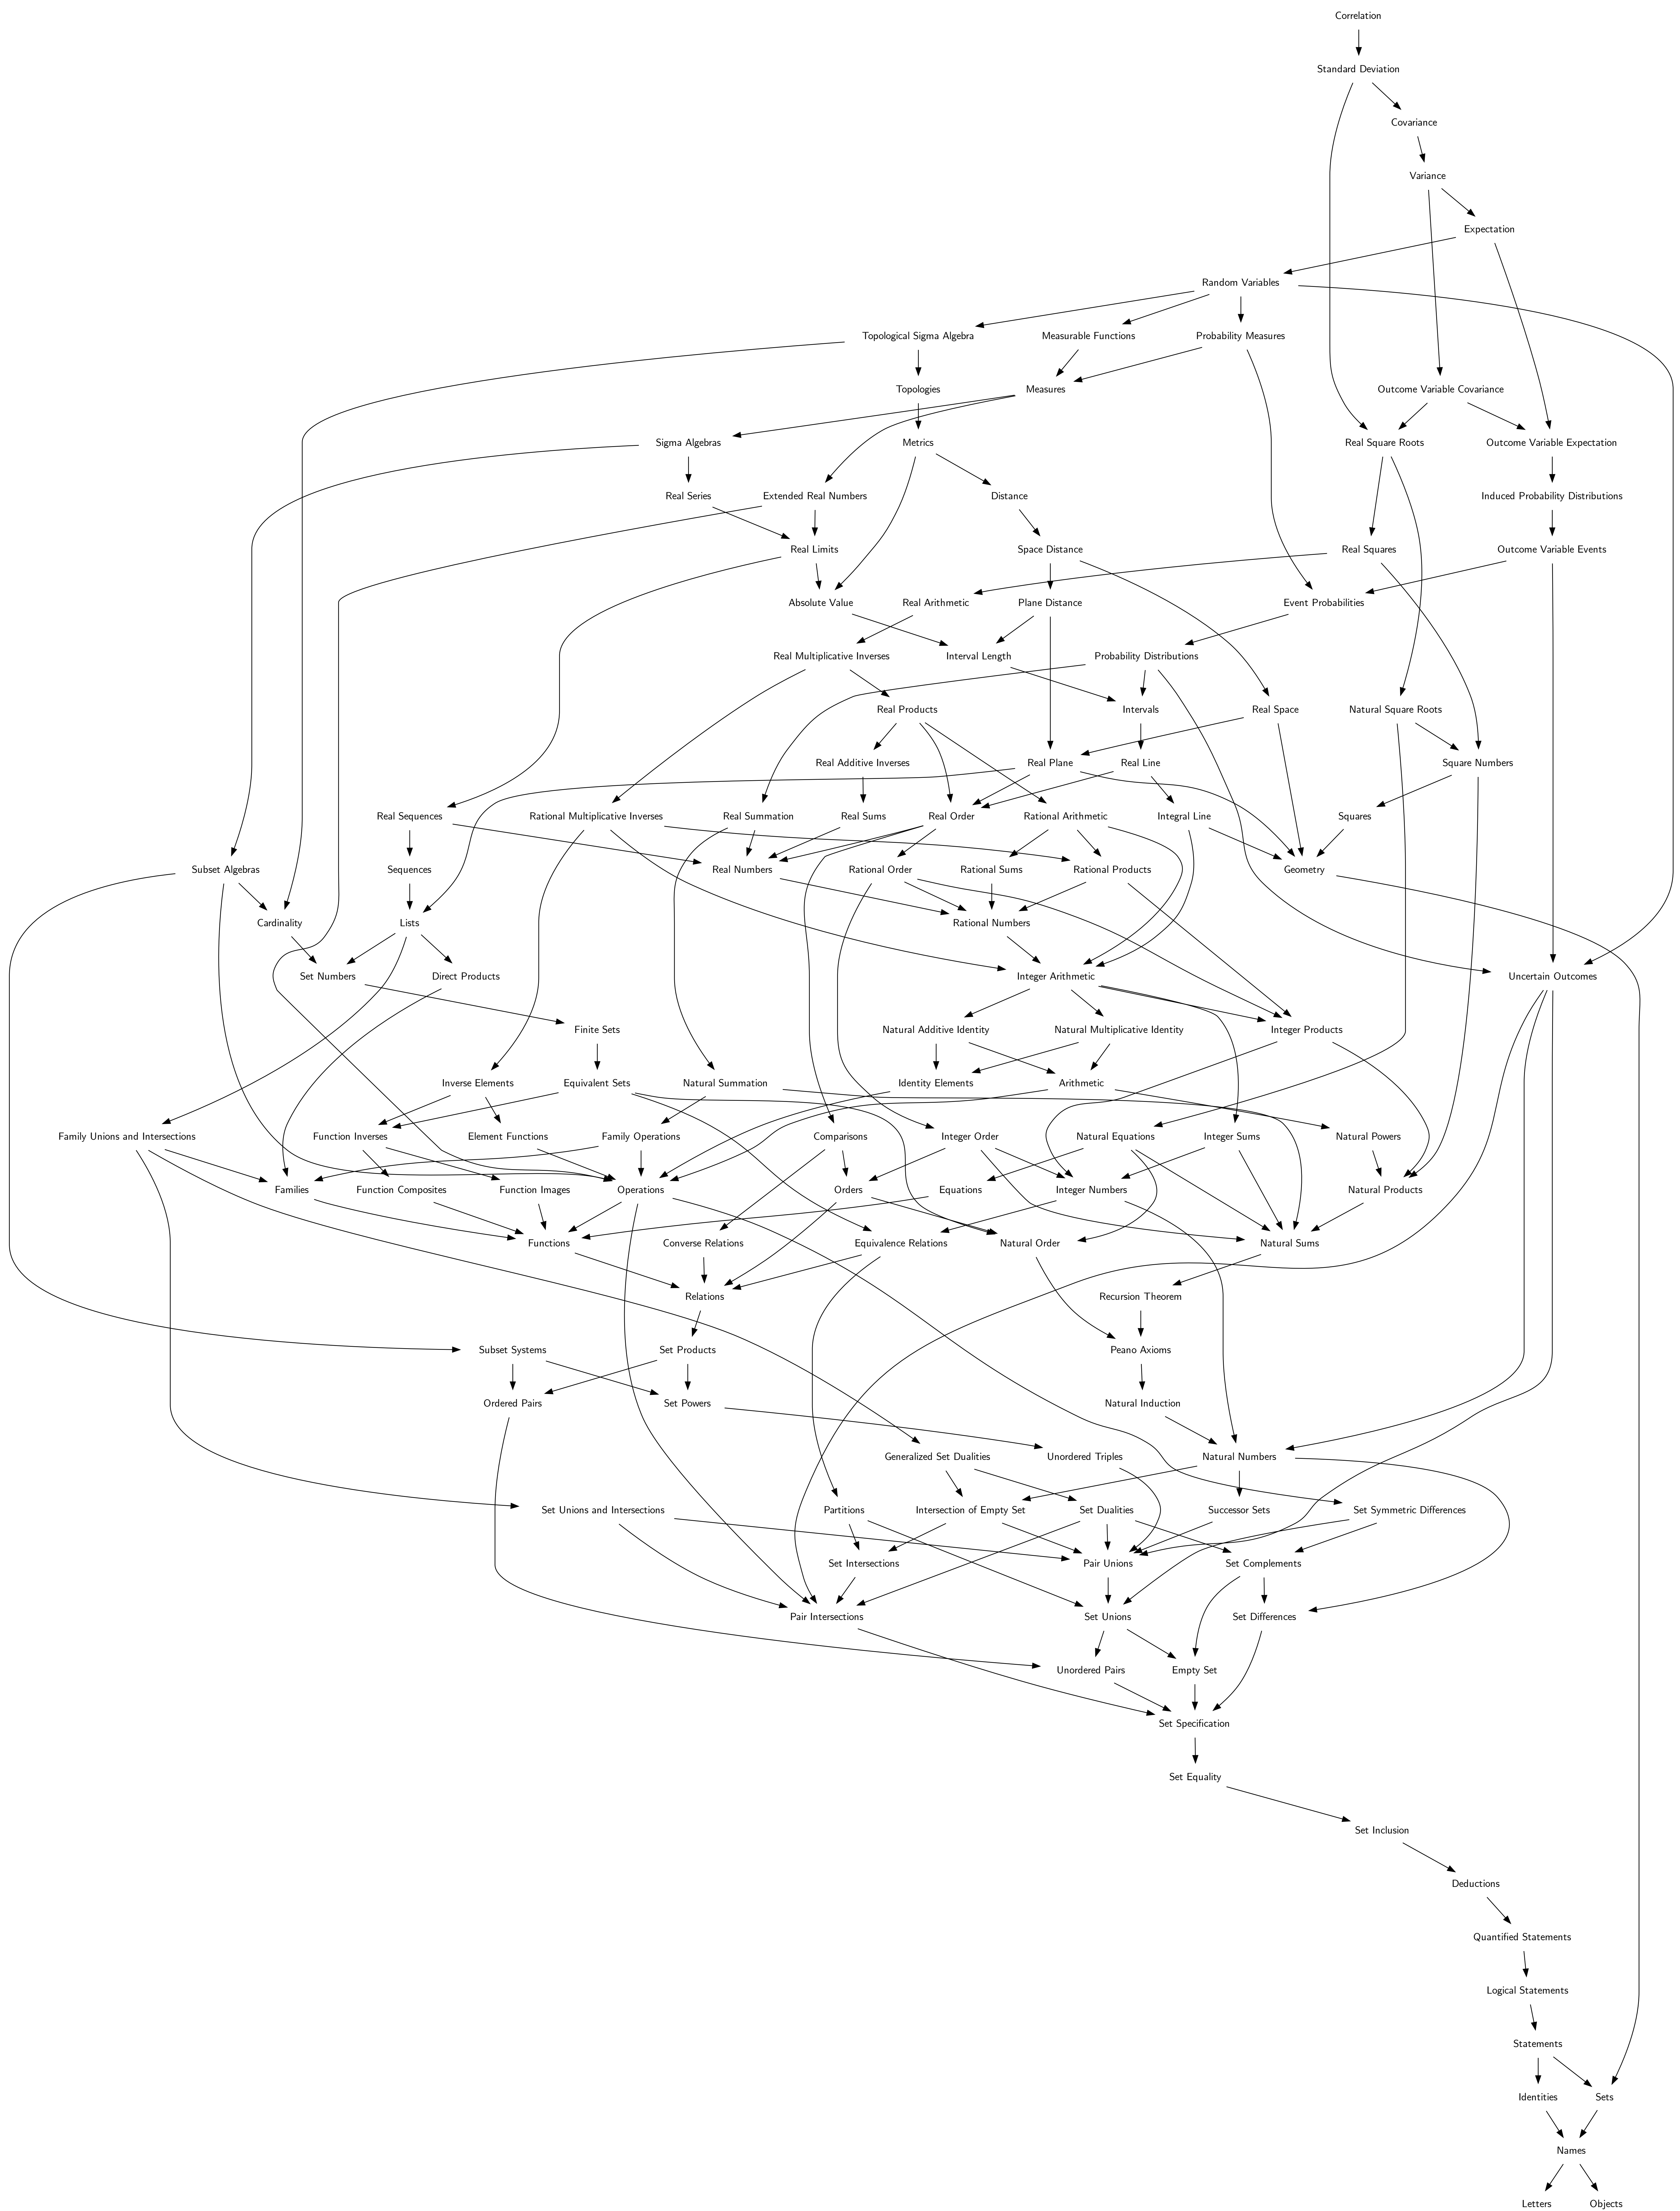 Correlation
Standard Deviation
Covariance
Variance
Expectation
Random Variables
Topological Sigma Algebra
Measurable Functions
Probability Measures
Topologies
Measures
Outcome Variable Covariance
Sigma Algebras
Metrics
Real Square Roots
Outcome Variable Expectation
Real Series
Extended Real Numbers
Distance
Induced Probability Distributions
Real Limits
Space Distance
Real Squares
Outcome Variable Events
Absolute Value
Real Arithmetic
Plane Distance
Event Probabilities
Real Multiplicative Inverses
Interval Length
Probability Distributions
Real Products
Intervals
Real Space
Natural Square Roots
Real Additive Inverses
Real Plane
Real Line
Square Numbers
Real Sequences
Rational Multiplicative Inverses
Real Summation
Real Sums
Real Order
Rational Arithmetic
Integral Line
Squares
Subset Algebras
Sequences
Real Numbers
Rational Order
Rational Sums
Rational Products
Geometry
Cardinality
Lists
Rational Numbers
Set Numbers
Direct Products
Integer Arithmetic
Uncertain Outcomes
Finite Sets
Natural Additive Identity
Natural Multiplicative Identity
Integer Products
Inverse Elements
Equivalent Sets
Natural Summation
Identity Elements
Arithmetic
Family Unions and Intersections
Function Inverses
Element Functions
Family Operations
Comparisons
Integer Order
Natural Equations
Integer Sums
Natural Powers
Families
Function Composites
Function Images
Operations
Orders
Equations
Integer Numbers
Natural Products
Functions
Converse Relations
Equivalence Relations
Natural Order
Natural Sums
Relations
Recursion Theorem
Subset Systems
Set Products
Peano Axioms
Ordered Pairs
Set Powers
Natural Induction
Generalized Set Dualities
Unordered Triples
Natural Numbers
Set Unions and Intersections
Partitions
Intersection of Empty Set
Set Dualities
Successor Sets
Set Symmetric Differences
Set Intersections
Pair Unions
Set Complements
Pair Intersections
Set Unions
Set Differences
Unordered Pairs
Empty Set
Set Specification
Set Equality
Set Inclusion
Deductions
Quantified Statements
Logical Statements
Statements
Identities
Sets
Names
Letters
Objects